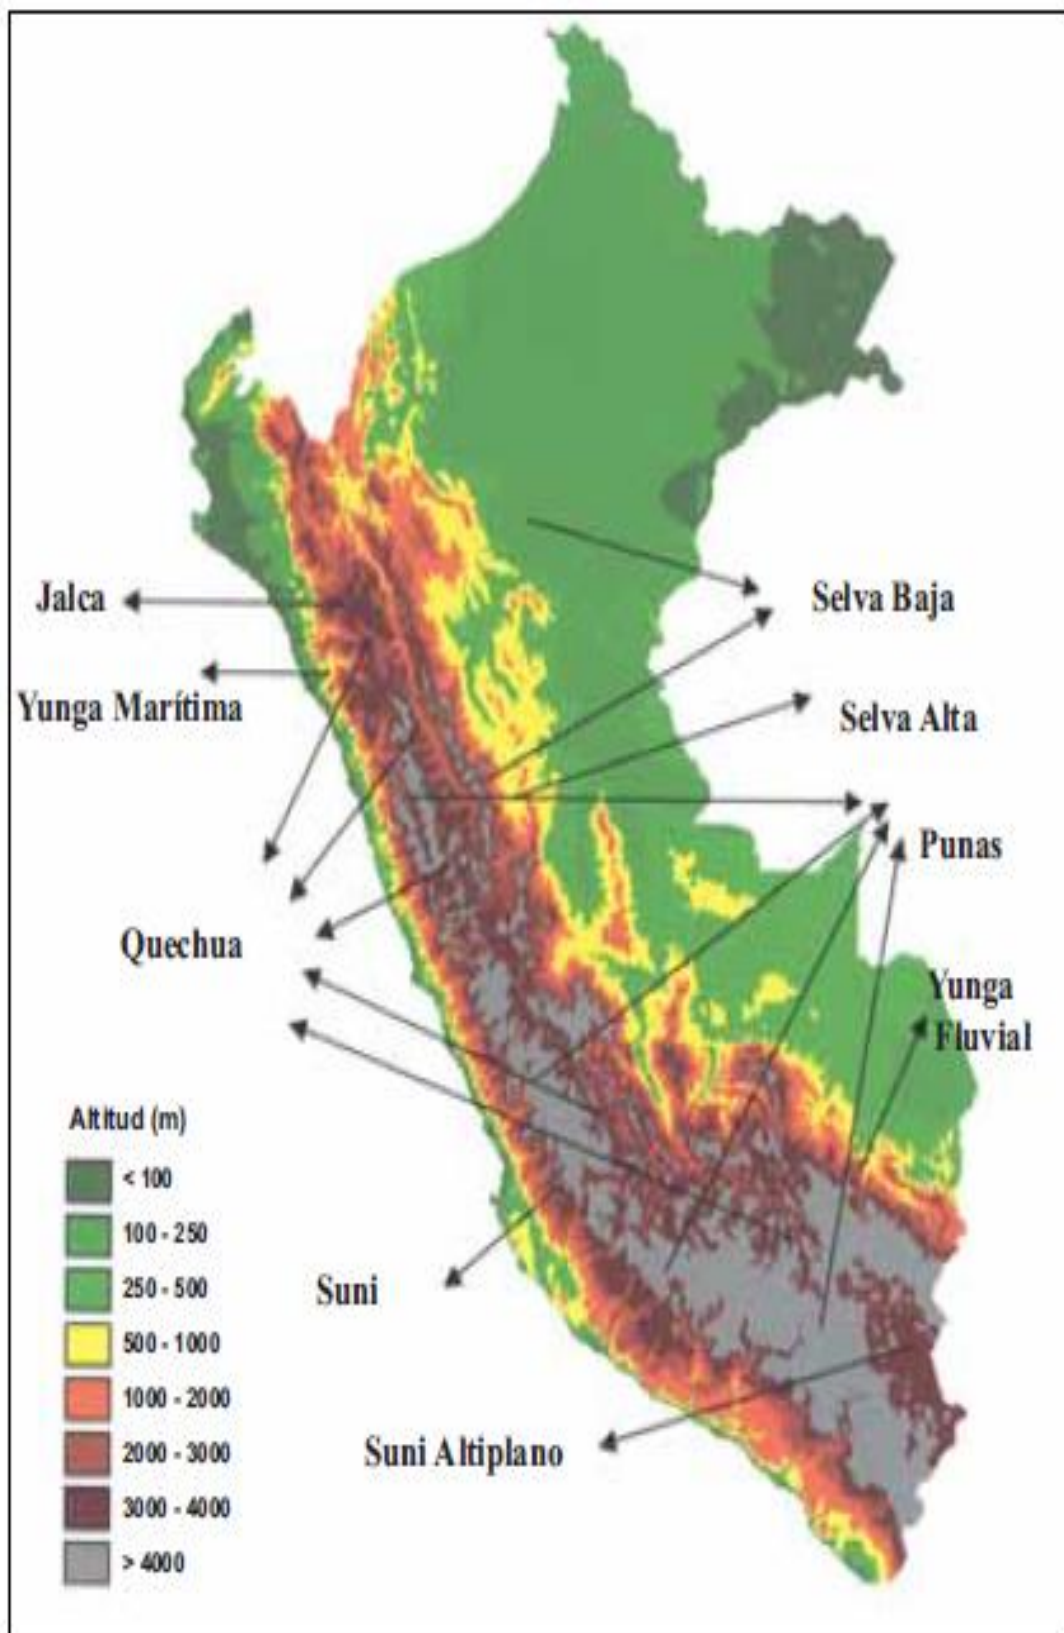 Jalca
Selva Baja
Yunga Marítima
Selva Alta
Punas
Quechua
Yunga
Fluvial
Altitud (m)
< 100
100 - 250
250 - 500
500 - 1000
1000 - 2000
2000 - 3000
3000 - 4000
> 4000
Suni
Suni Altiplano